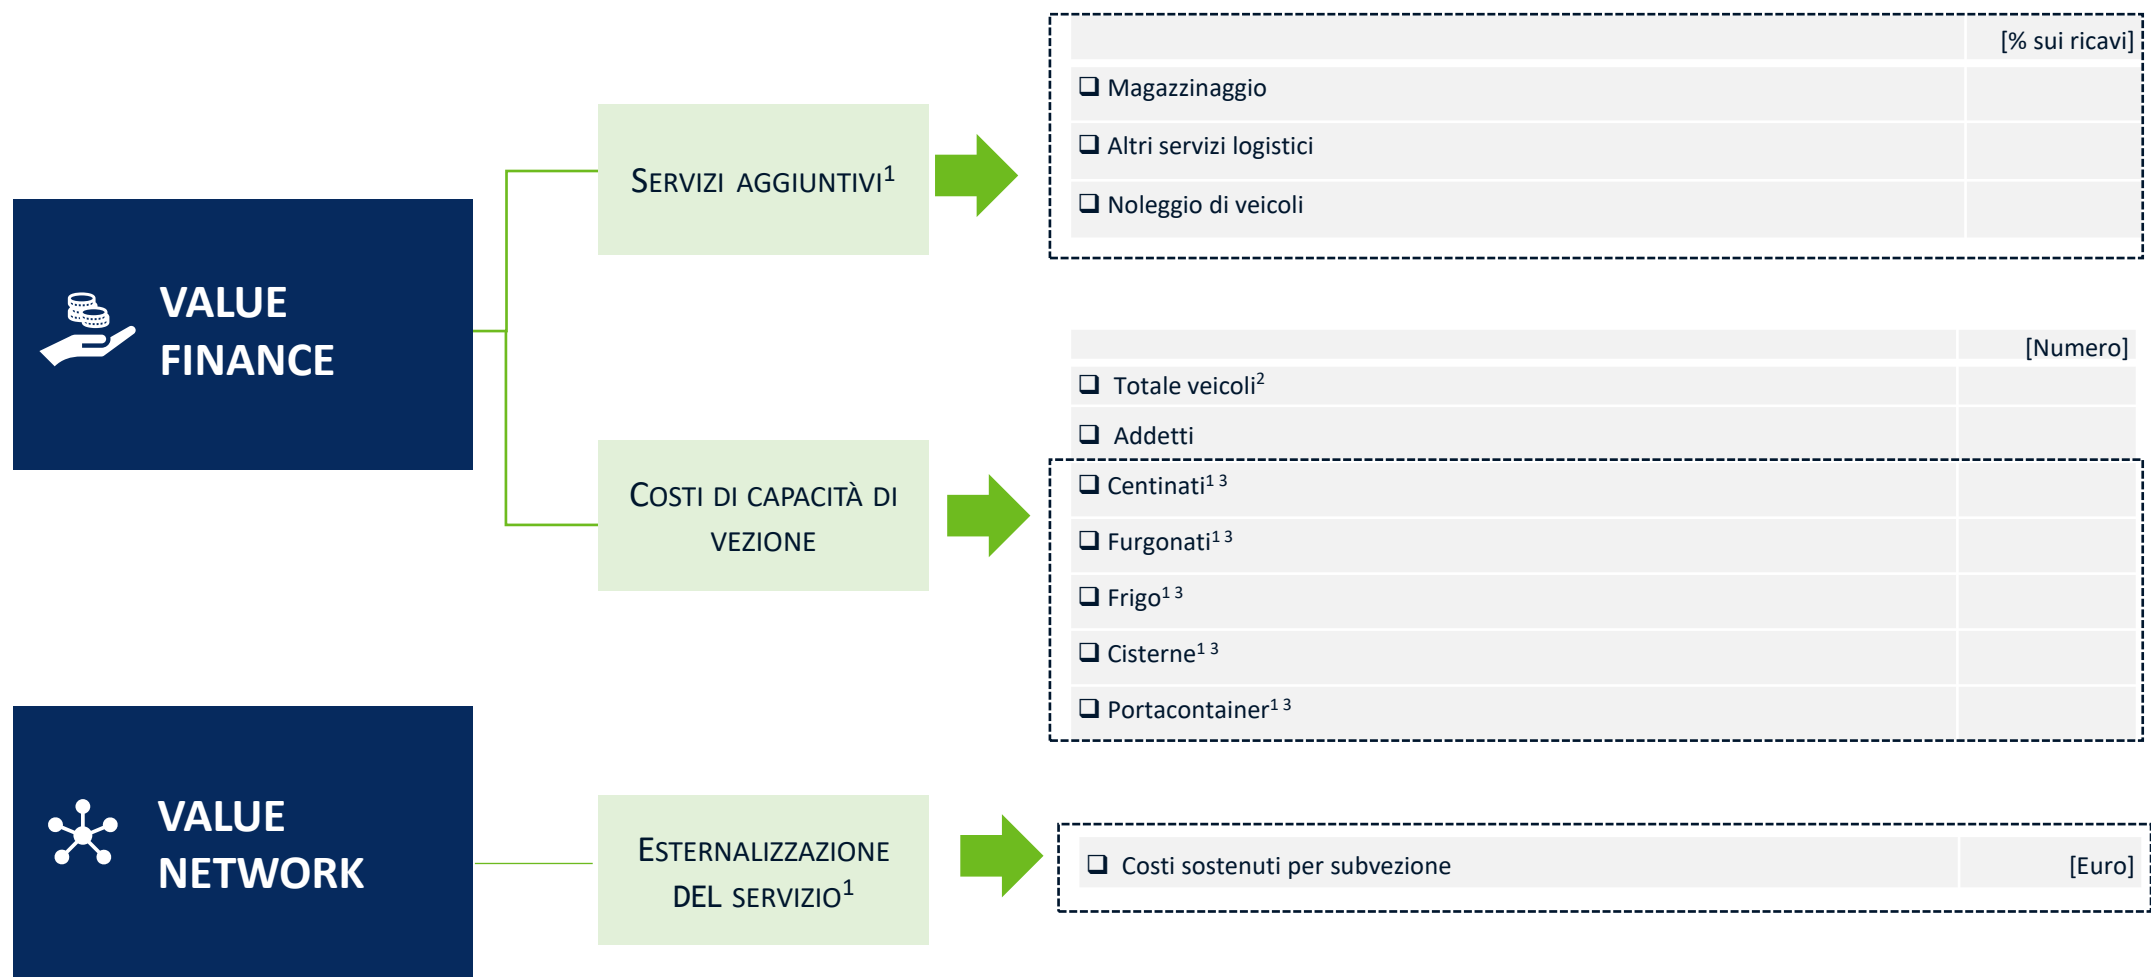 VALUE
FINANCE
SERVIZI AGGIUNTIVI¹
[% sui ricavi]
❑ Magazzinaggio
❑ Altri servizi logistici
❑ Noleggio di veicoli
COSTI DI CAPACITÀ DI
VEZIONE
[Numero]
❑ Totale veicoli²
❑ Addetti
❑ Centinati¹ ³
❑ Furgonati¹ ³
❑ Frigo¹ ³
❑ Cisterne¹ ³
❑ Portacontainer¹ ³
VALUE
NETWORK
ESTERNALIZZAZIONE
DEL SERVIZIO¹
❑ Costi sostenuti per subvezione [Euro]